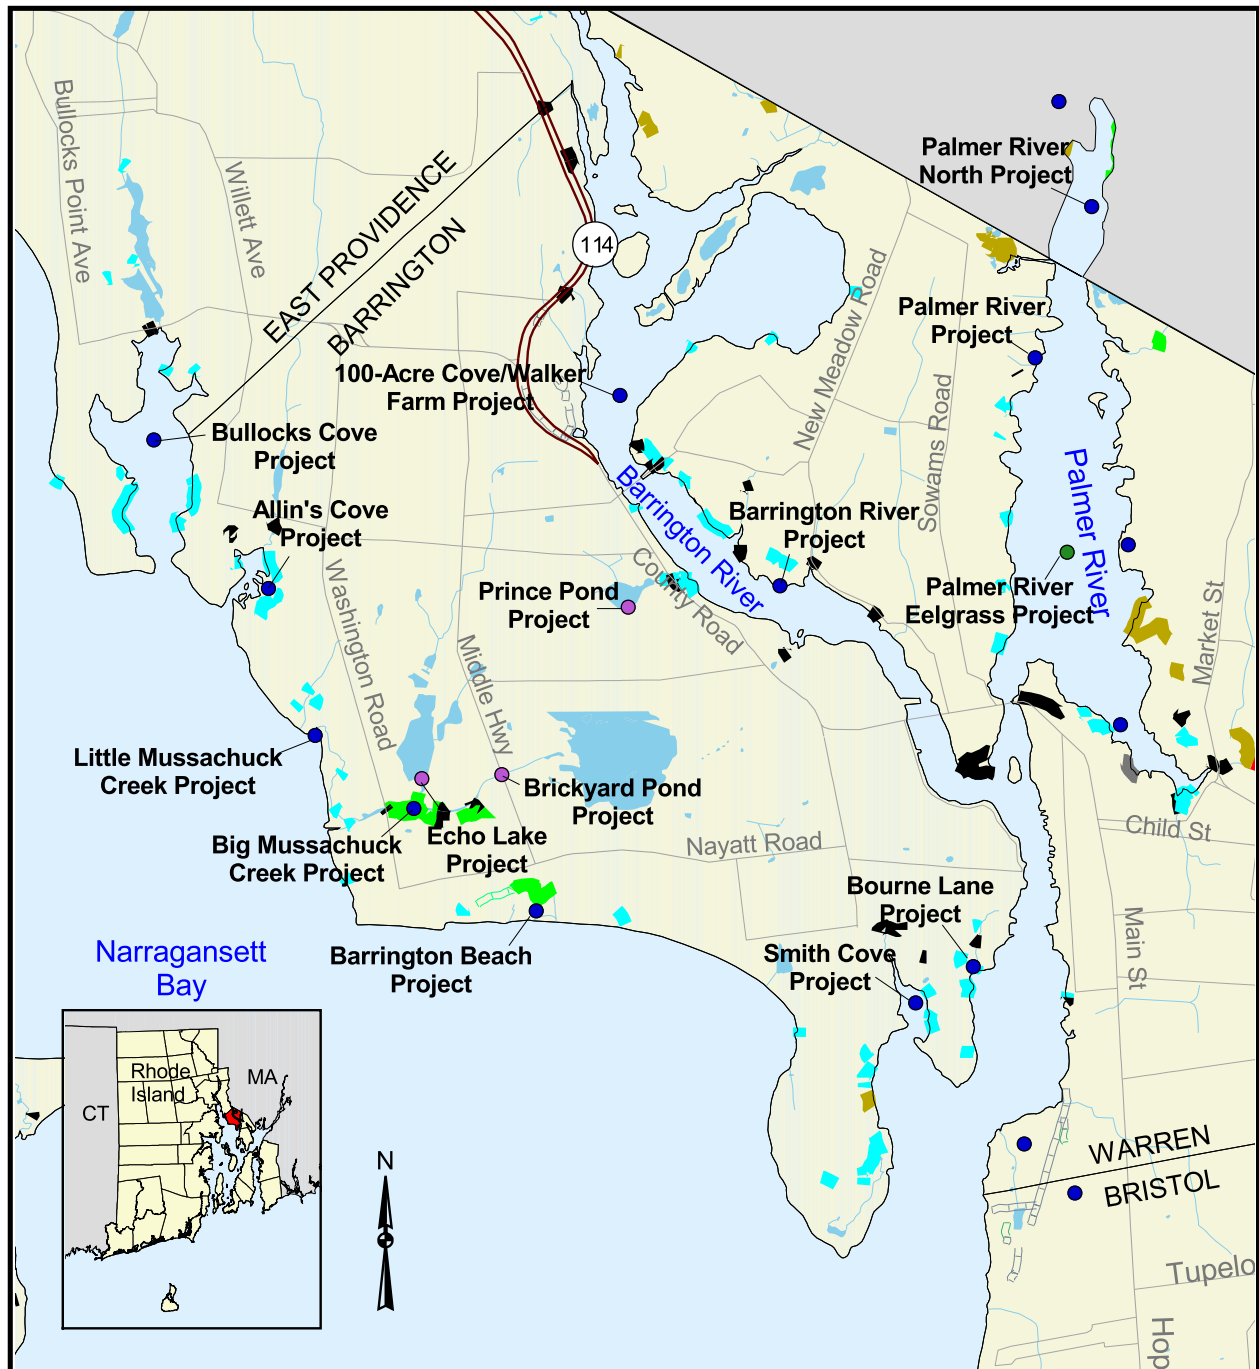 Bullocks Point Ave
Willett Ave
EAST PROVIDENCE
BARRINGTON
114
Palmer River
North Project
New Meadow Road
Sowams Road
Palmer River
Project
100-Acre Cove/Walker
Farm Project
Bullocks Cove
Project
Allin's Cove
Project
Barrington River
Barrington River
Project
Palmer River
Palmer River
Eelgrass Project
Prince Pond
Project
County Road
Washington Road
Middle Hwy
Market St
Little Mussachuck
Creek Project
Brickyard Pond
Project
Big Mussachuck
Creek Project
Echo Lake
Project
Nayatt Road
Child St
Bourne Lane
Project
Main St
Narragansett
Bay
Barrington Beach
Project
Smith Cove
Project
Rhode
Island
MA
CT
N
WARREN
BRISTOL
Tupelo
Hop